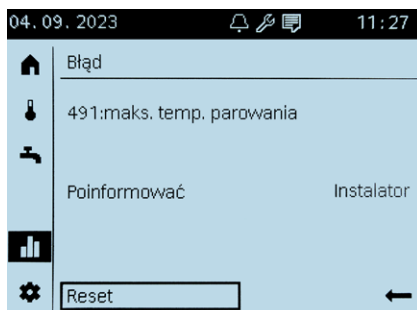 04.09.2023 11:27
Błąd
491:maks. temp. parowania
Poinformować Instalator
Reset